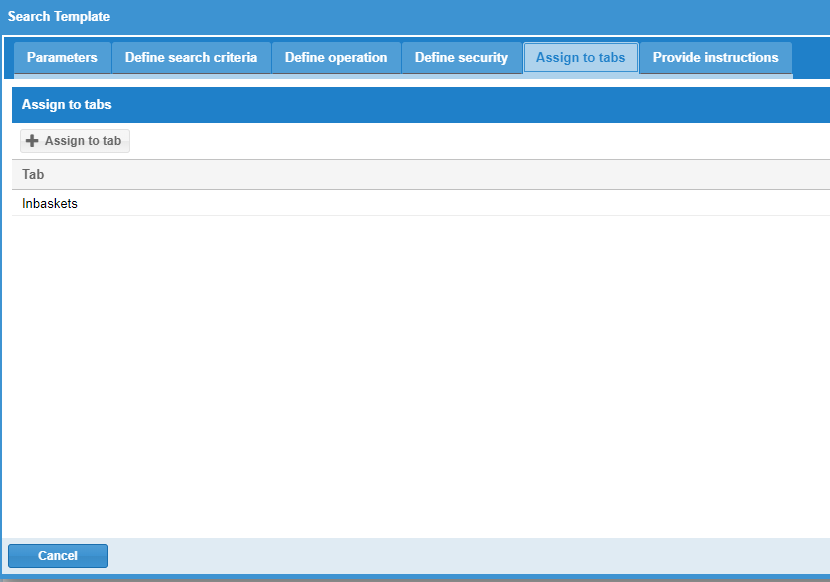 Search Template
Parameters Define search criteria Define operation Define security Assign to tabs Provide instructions
Assign to tabs
Assign to tab
Tab
Inbaskets
Cancel